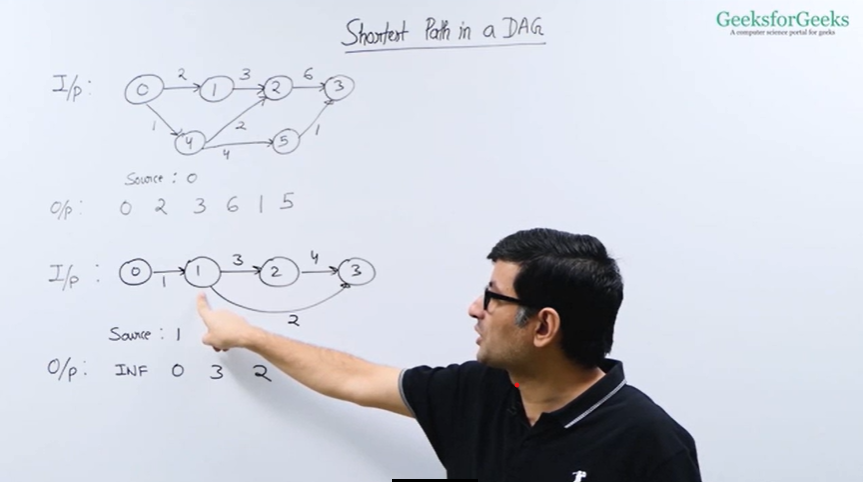 GeeksforGeeks
A computer science portal for geeks
Shortest Path in a DAG
I/p :
0 2 1 3 2 6 3
1 4 2 4 5 1
Source : 0
O/p : 0 2 3 6 1 5
I/p : 0 1 1 3 2 4 3
2
Source : 1
O/p : INF 0 3 2